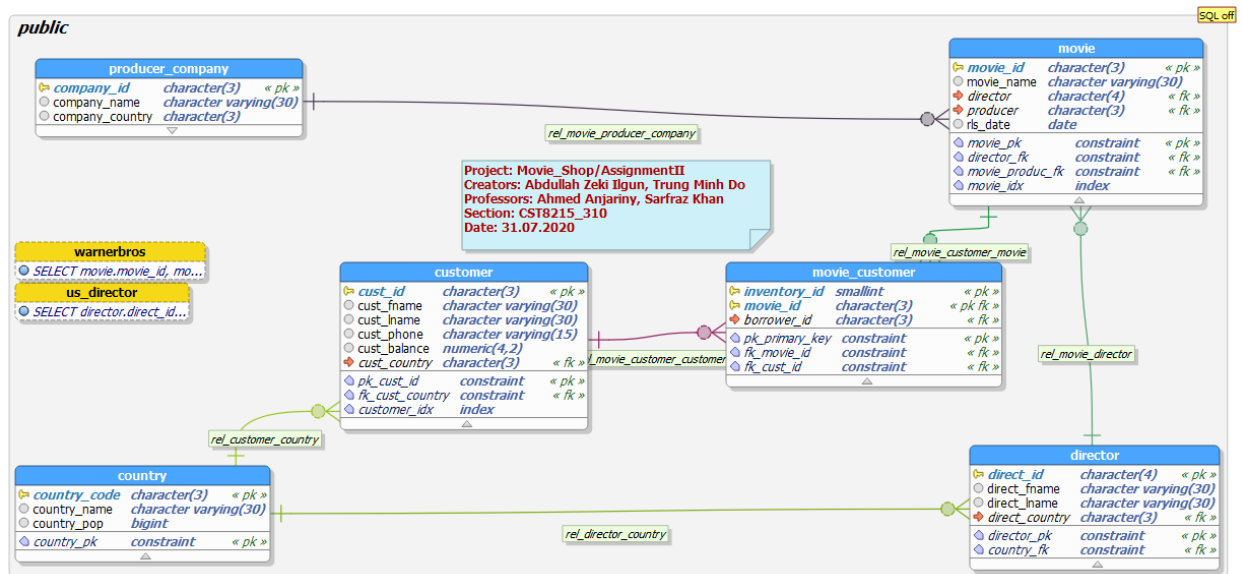 SQL off
public
producer_company
company_id character(3) « pk »
company_name character varying(30)
company_country character(3)
movie
movie_id character(3) « pk »
movie_name character varying(30)
director character(4) « fk »
producer character(3) « fk »
rls_date date
movie_pk constraint « pk »
director_fk constraint « fk »
movie_produc_fk constraint « fk »
movie_idx index
rel_movie_producer_company
Project: Movie_Shop/AssignmentII
Creators: Abdullah Zeki Ilgun, Trung Minh Do
Professors: Ahmed Anjariny, Sarfraz Khan
Section: CST8215_310
Date: 31.07.2020
warnerbros
SELECT movie.movie_id, mo...
us_director
SELECT director.direct_id...
rel_movie_customer_movie
customer
cust_id character(3) « pk »
cust_fname character varying(30)
cust_lname character varying(30)
cust_phone character varying(15)
cust_balance numeric(4,2)
cust_country character(3) « fk »
pk_cust_id constraint « pk »
fk_cust_country constraint « fk »
customer_idx index
movie_customer
inventory_id smallint « pk »
movie_id character(3) « pk fk »
borrower_id character(3) « fk »
pk_primary_key constraint « pk »
fk_movie_id constraint « fk »
fk_cust_id constraint « fk »
l_movie_customer_customer
rel_movie_director
rel_customer_country
country
country_code character(3) « pk »
country_name character varying(30)
country_pop bigint
country_pk constraint « pk »
rel_director_country
director
direct_id character(4) « pk »
direct_fname character varying(30)
direct_lname character varying(30)
direct_country character(3) « fk »
director_pk constraint « pk »
country_fk constraint « fk »